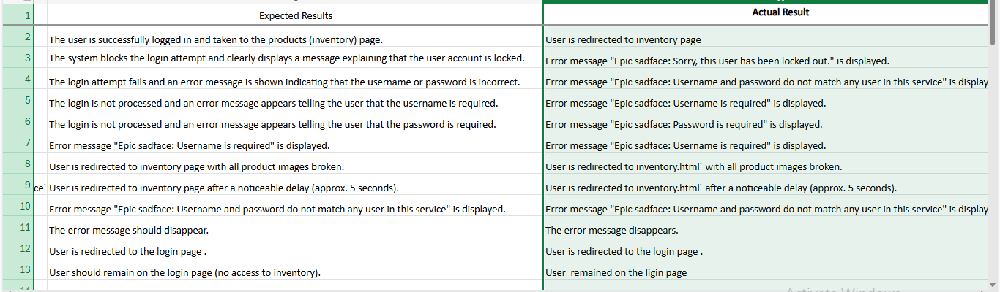 1 Expected Results Actual Result
2 The user is successfully logged in and taken to the products (inventory) page. User is redirected to inventory page
3 The system blocks the login attempt and clearly displays a message explaining that the user account is locked. Error message "Epic sadface: Sorry, this user has been locked out." is displayed.
4 The login attempt fails and an error message is shown indicating that the username or password is incorrect. Error message "Epic sadface: Username and password do not match any user in this service" is display
5 The login is not processed and an error message appears telling the user that the username is required. Error message "Epic sadface: Username is required" is displayed.
6 The login is not processed and an error message appears telling the user that the password is required. Error message "Epic sadface: Password is required" is displayed.
7 Error message "Epic sadface: Username is required" is displayed. Error message "Epic sadface: Username is required" is displayed.
8 User is redirected to inventory page with all product images broken. User is redirected to inventory.html` with all product images broken.
9 ce` User is redirected to inventory page after a noticeable delay (approx. 5 seconds). User is redirected to inventory.html` after a noticeable delay (approx. 5 seconds).
10 Error message "Epic sadface: Username and password do not match any user in this service" is displayed. Error message "Epic sadface: Username and password do not match any user in this service" is display
11 The error message should disappear. The error message disappears.
12 User is redirected to the login page . User is redirected to the login page .
13 User should remain on the login page (no access to inventory). User  remained on the ligin page
14
Activate Windows